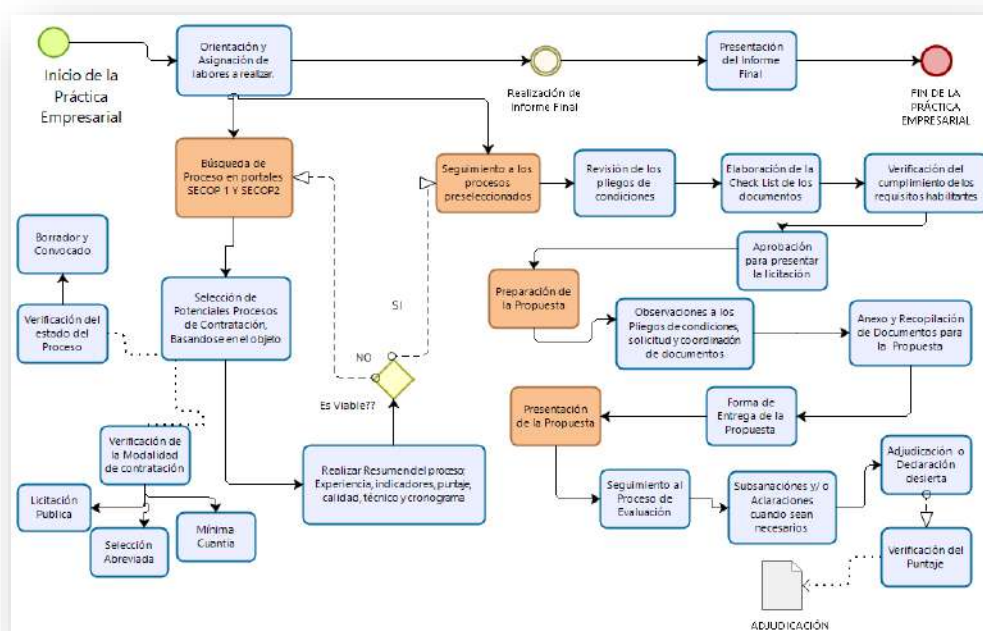 Inicio de la
Práctica
Empresarial
Orientación y
Asignación de
labores a realizar.
Realización de
Informe Final
Presentación
del Informe
Final
FIN DE LA
PRÁCTICA
EMPRESARIAL
Búsqueda de
Proceso en portales
SECOP 1 Y SECOP2
Seguimiento a los
procesos
preseleccionados
Revisión de los
pliegos de
condiciones
Elaboración de la
Check List de los
documentos
Verificación del
cumplimiento de los
requisitos habilitantes
Borrador y
Convocado
Aprobación
para presentar
la licitación
Selección de
Potenciales Procesos
de Contratación,
Basandose en el objeto
Preparación de
la Propuesta
SI
Verificación del
estado del
Proceso
Observaciones a los
Pliegos de condiciones,
solicitud y coordinación
de documentos
Anexo y Recopilación
de Documentos para
la Propuesta
NO
Es Viable??
Presentación
de la Propuesta
Forma de
Entrega de la
Propuesta
Verificación de
la Modalidad
de contratación
Realizar Resumen del proceso;
Experiencia, indicadores, puntaje,
calidad, técnico y cronograma
Adjudicación o
Declaración
desierta
Licitación
Publica
Selección
Abreviada
Mínima
Cuantía
Seguimiento al
Proceso de
Evaluación
Subsanaciónes y/o
Aclaraciones
cuando sean
necesarios
Verificación del
Puntaje
ADJUDICACIÓN